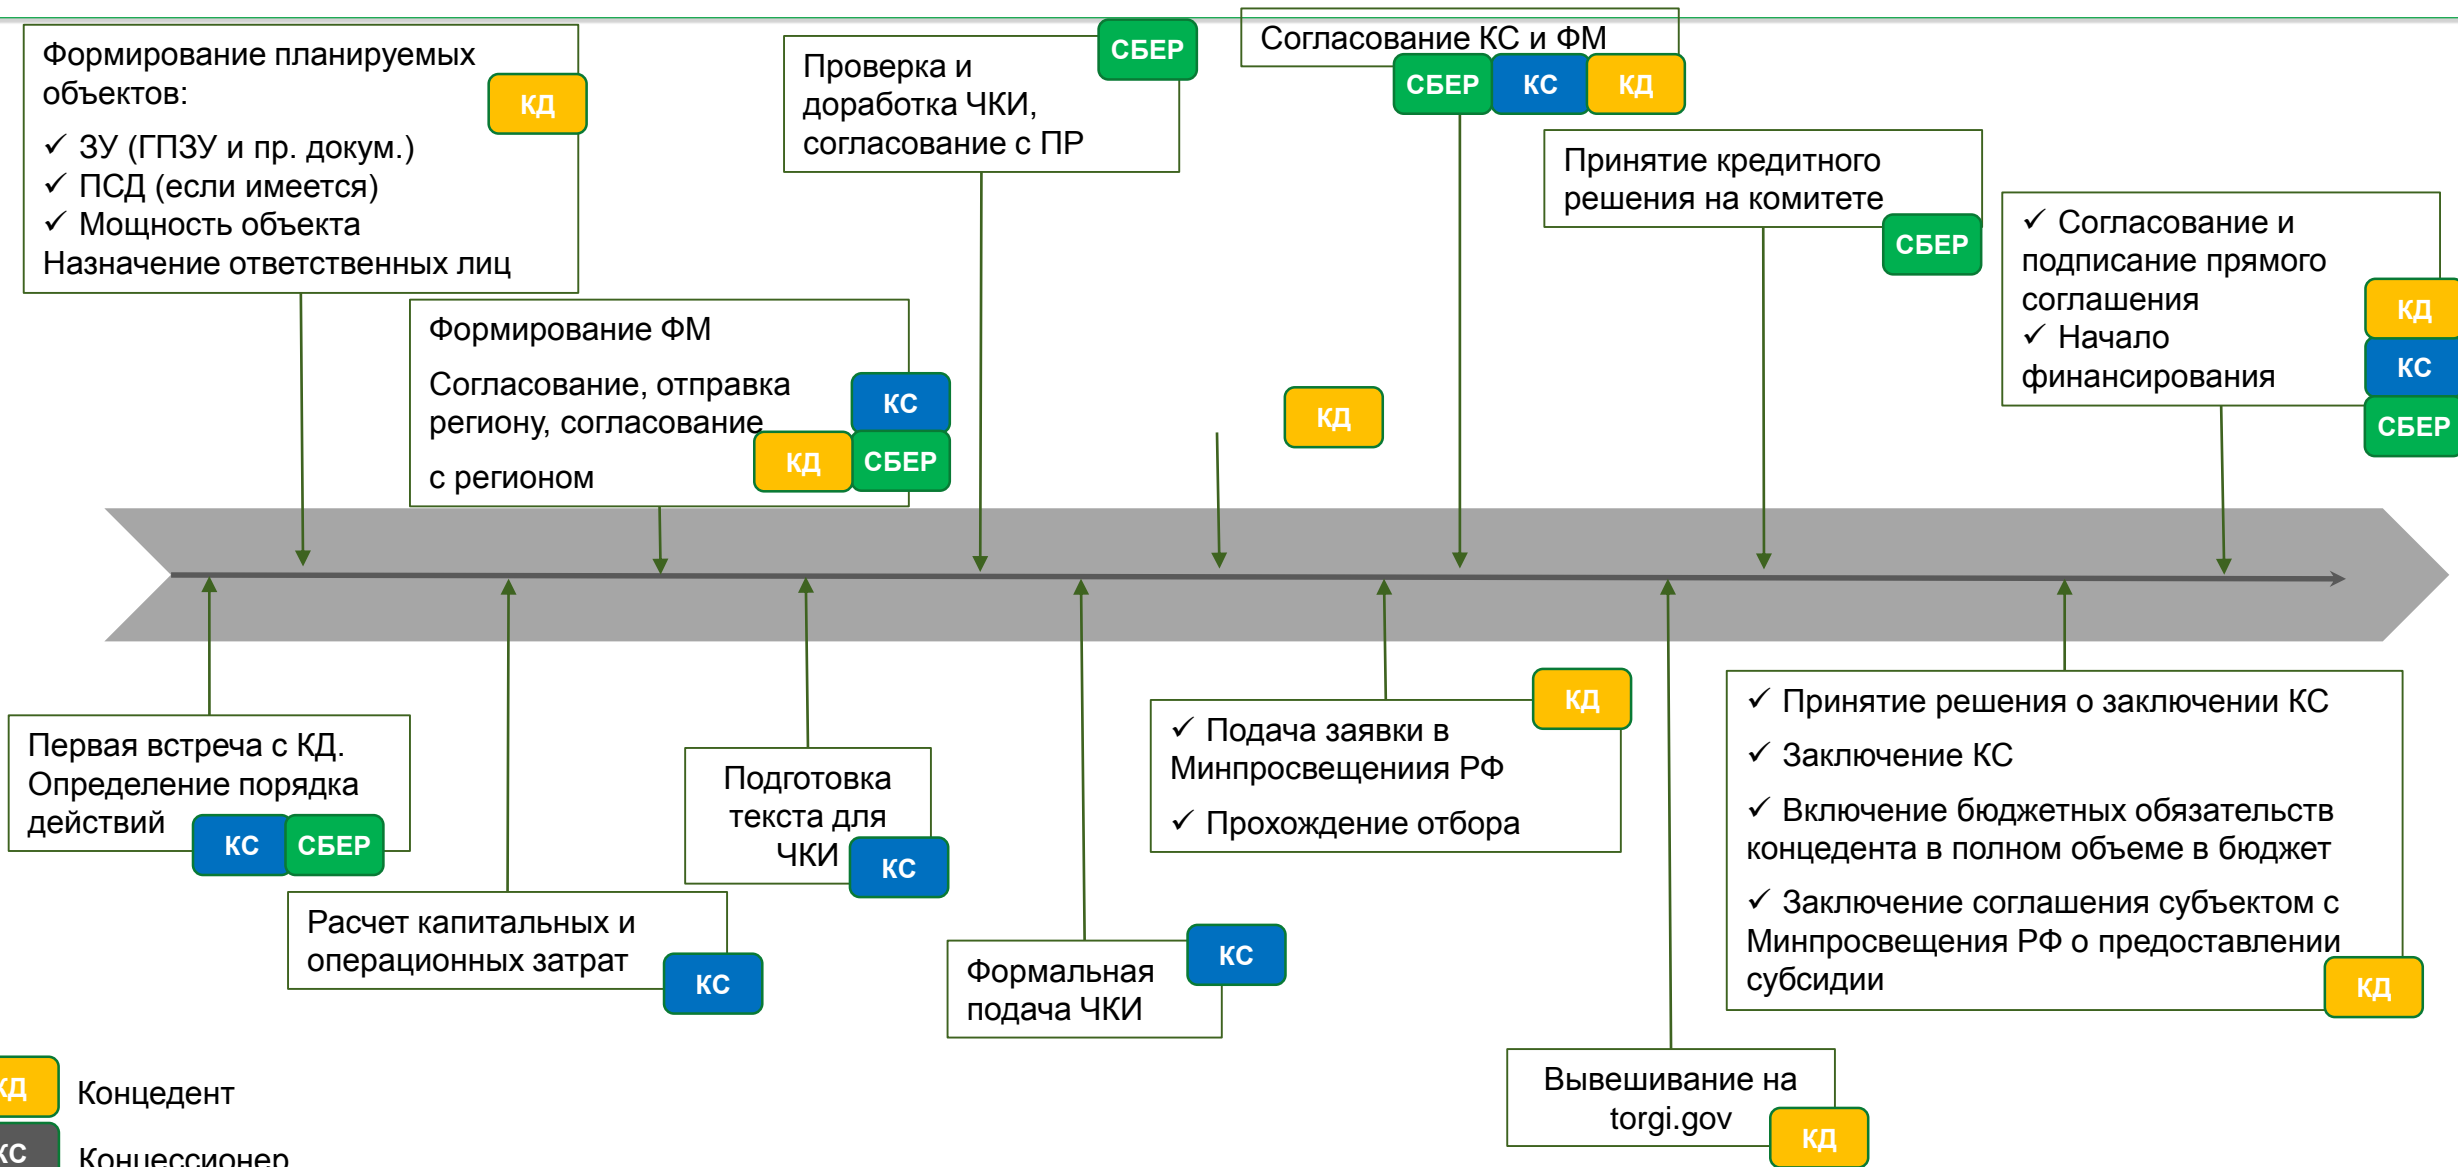 Формирование планируемых
объектов:
КД
✓ ЗУ (ГПЗУ и пр. докум.)
✓ ПСД (если имеется)
✓ Мощность объекта
Назначение ответственных лиц
Проверка и
доработка ЧКИ,
согласование с ПР
СБЕР
Согласование КС и ФМ
СБЕР КС КД
Принятие кредитного
решения на комитете
СБЕР
✓ Согласование и
подписание прямого
соглашения
✓ Начало
финансирования
КД
КС
СБЕР
Формирование ФМ
Согласование, отправка
региону, согласование
с регионом
КС
КД СБЕР
КД
Первая встреча с КД.
Определение порядка
действий
КС СБЕР
Расчет капитальных и
операционных затрат
КС
Подготовка
текста для
ЧКИ
КС
Формальная
подача ЧКИ
КС
КД
✓ Подача заявки в
Минпросвещениия РФ
✓ Прохождение отбора
Вывешивание на
torgi.gov
КД
✓ Принятие решения о заключении КС
✓ Заключение КС
✓ Включение бюджетных обязательств
концедента в полном объеме в бюджет
✓ Заключение соглашения субъектом с
Минпросвещения РФ о предоставлении
субсидии
КД
КД Концедент
КС Концессионер